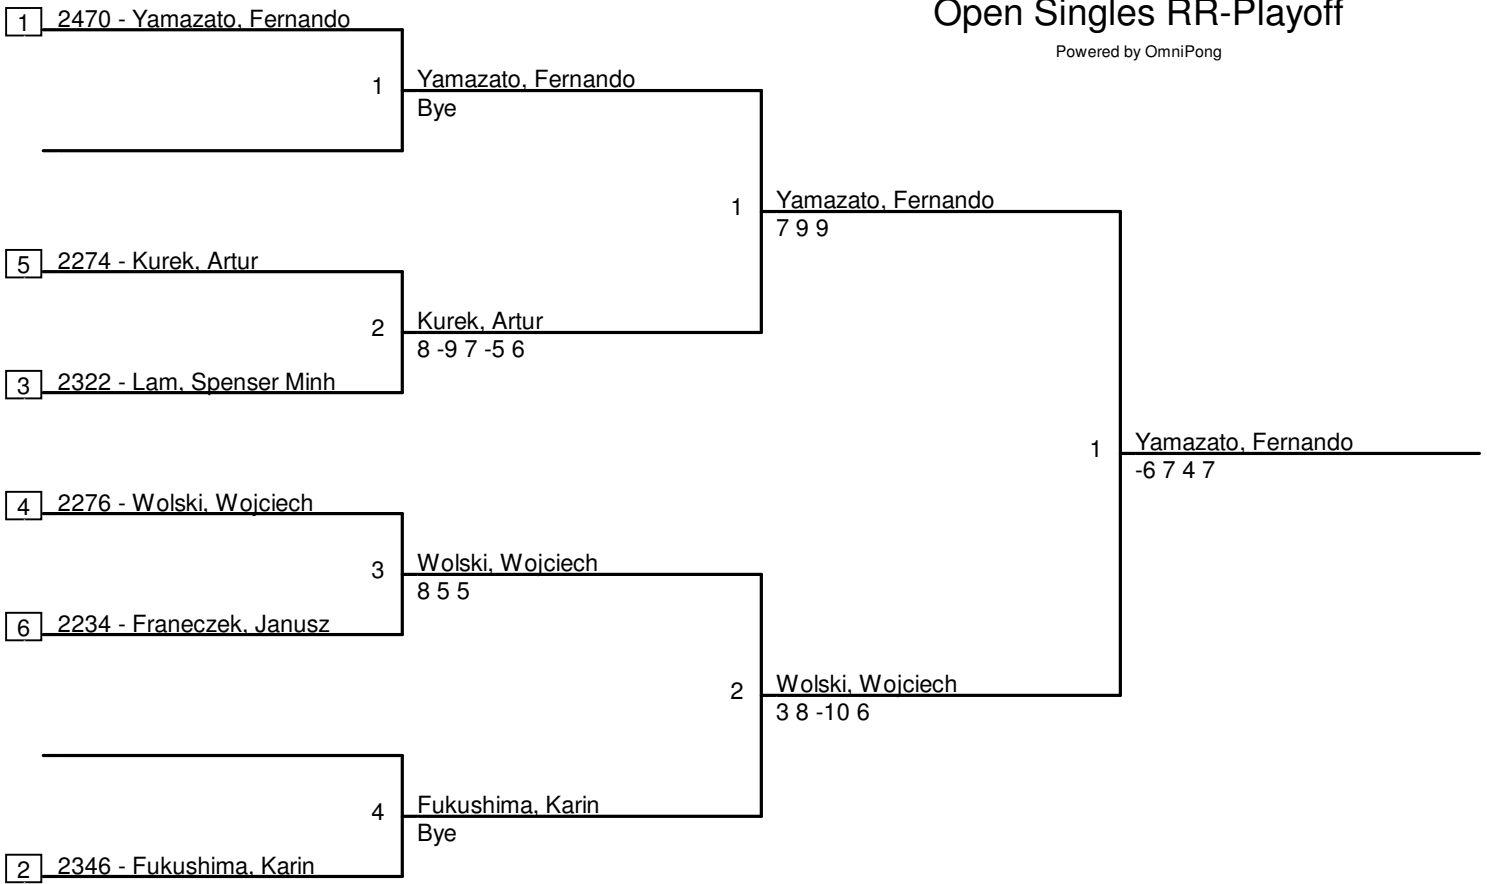 Open Singles RR-Playoff
Powered by OmniPong
1 2470 - Yamazato, Fernando
1 Yamazato, Fernando
Bye
1 Yamazato, Fernando
7 9 9
5 2274 - Kurek, Artur
2 Kurek, Artur
8 -9 7 -5 6
3 2322 - Lam, Spenser Minh
1 Yamazato, Fernando
-6 7 4 7
4 2276 - Wolski, Wojciech
3 Wolski, Wojciech
8 5 5
6 2234 - Franeczek, Janusz
2 Wolski, Wojciech
3 8 -10 6
4 Fukushima, Karin
Bye
2 2346 - Fukushima, Karin